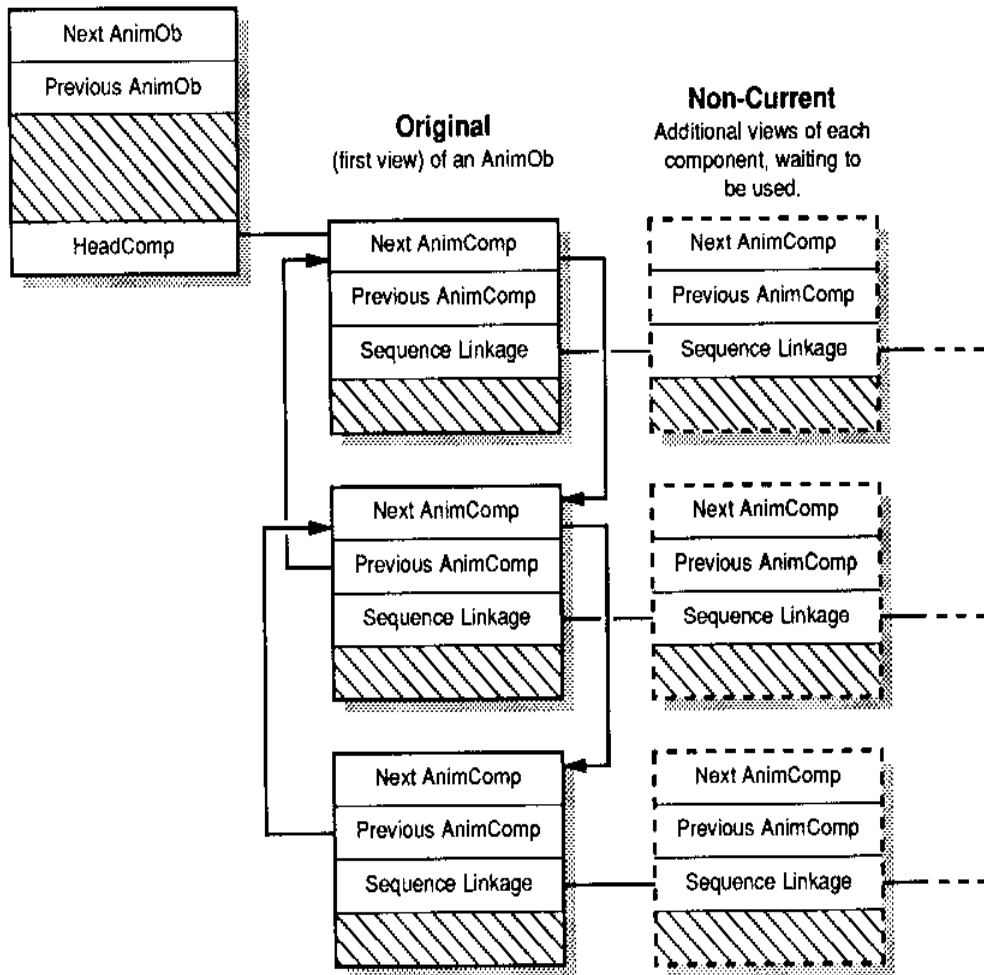 Next AnimOb
Previous AnimOb
HeadComp
Original
(first view) of an AnimOb
Non-Current
Additional views of each
component, waiting to
be used.
Next AnimComp
Previous AnimComp
Sequence Linkage
Next AnimComp
Previous AnimComp
Sequence Linkage
Next AnimComp
Previous AnimComp
Sequence Linkage
Next AnimComp
Previous AnimComp
Sequence Linkage
Next AnimComp
Previous AnimComp
Sequence Linkage
Next AnimComp
Previous AnimComp
Sequence Linkage